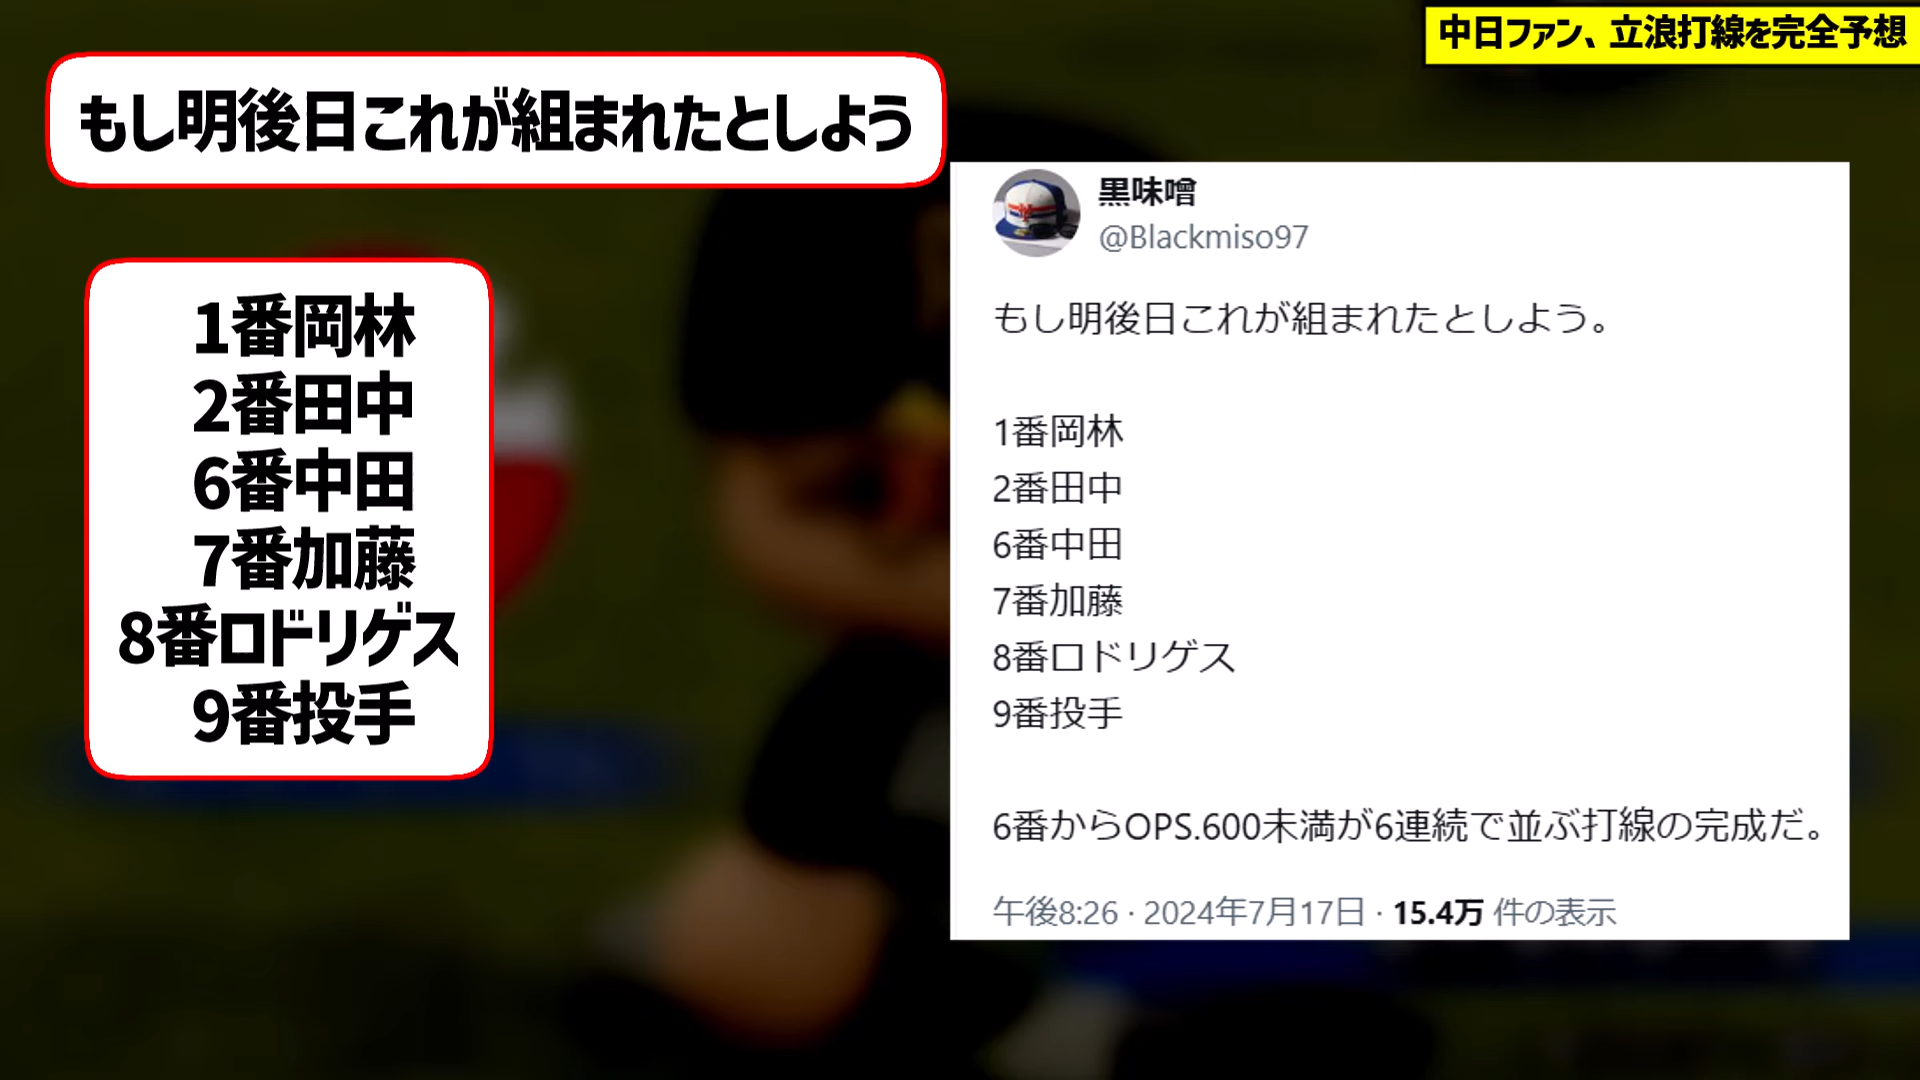 中日ファン、立浪打線を完全予想
もし明後日これが組まれたとしよう
1番岡林
2番田中
6番中田
7番加藤
8番ロドリゲス
9番投手
黒味噌
@Blackmiso97
もし明後日これが組まれたとしよう。
1番岡林
2番田中
6番中田
7番加藤
8番ロドリゲス
9番投手
6番からOPS.600未満が6連続で並ぶ打線の完成だ。
午後8:26 · 2024年7月17日 · 15.4万 件の表示